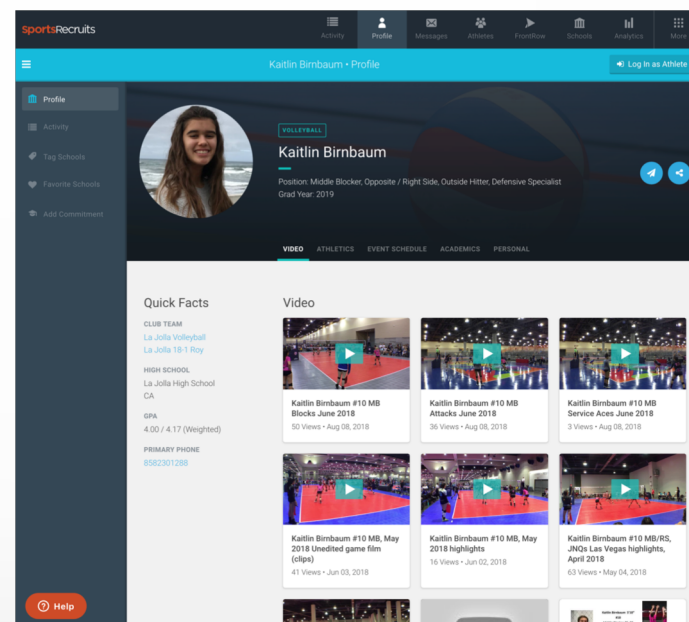 sportsRecruits
Activity
Profile
Messages
Athletes
FrontRow
Schools
Analytics
More
Kaitlin Birnbaum • Profile
Log In as Athlete
Profile
Activity
Tag Schools
Favorite Schools
Add Commitment
VOLLEYBALL
Kaitlin Birnbaum
Position: Middle Blocker, Opposite / Right Side, Outside Hitter, Defensive Specialist
Grad Year: 2019
VIDEO ATHLETICS EVENT SCHEDULE ACADEMICS PERSONAL
Quick Facts
CLUB TEAM
La Jolla Volleyball
La Jolla 18-1 Roy
HIGH SCHOOL
La Jolla High School
CA
GPA
4.00 / 4.17 (Weighted)
PRIMARY PHONE
8582301288
Video
Kaitlin Birnbaum #10 MB
Blocks June 2018
50 Views • Aug 08, 2018
Kaitlin Birnbaum #10 MB
Attacks June 2018
36 Views • Aug 08, 2018
Kaitlin Birnbaum #10 MB
Service Aces June 2018
3 Views • Aug 08, 2018
Kaitlin Birnbaum #10 MB, May
2018 Unedited game film
(clips)
41 Views • Jun 03, 2018
Kaitlin Birnbaum #10 MB, May
2018 highlights
16 Views • Jun 02, 2018
Kaitlin Birnbaum #10 MB/RS,
JNQs Las Vegas highlights,
April 2018
63 Views • May 04, 2018
Help